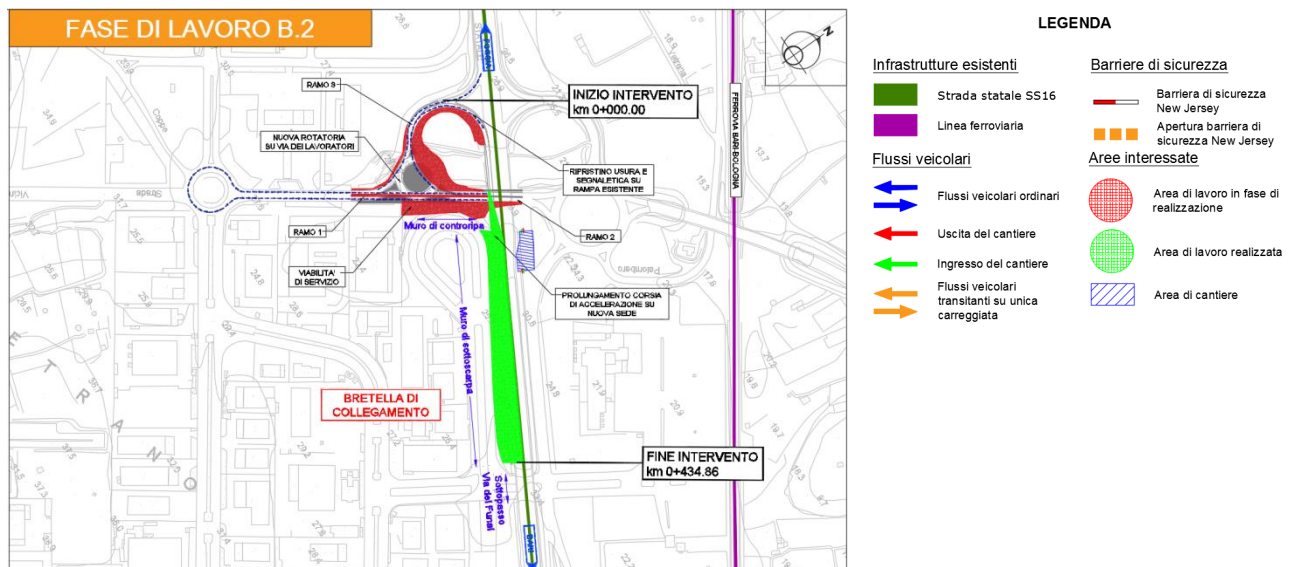 FASE DI LAVORO B.2
FOGGIA
N
RAMO 3
INIZIO INTERVENTO
km 0+000.00
NUOVA ROTATORIA
SU VIA DEI LAVORATORI
RIPRISTINO USURA E
SEGNALETICA SU
RAMPA ESISTENTE
FERROVIA BARI-BOLOGNA
Strada
Coppe
RAMO 1
Muro di controripa
RAMO 2
VIABILITA'
DI SERVIZIO
Palombaro
PROLUNGAMENTO CORSIA
DI ACCELERAZIONE SU
NUOVA SEDE
Muro di sottoscarpa
BRETELLA DI
COLLEGAMENTO
E T R A N O
FINE INTERVENTO
km 0+434.86
Sottopasso
Via dei Funai
BARI
LEGENDA
Infrastrutture esistenti
Strada statale SS16
Linea ferroviaria
Flussi veicolari
Flussi veicolari ordinari
Uscita del cantiere
Ingresso del cantiere
Flussi veicolari
transitanti su unica
carreggiata
Barriere di sicurezza
Barriera di sicurezza
New Jersey
Apertura barriera di
sicurezza New Jersey
Aree interessate
Area di lavoro in fase di
realizzazione
Area di lavoro realizzata
Area di cantiere